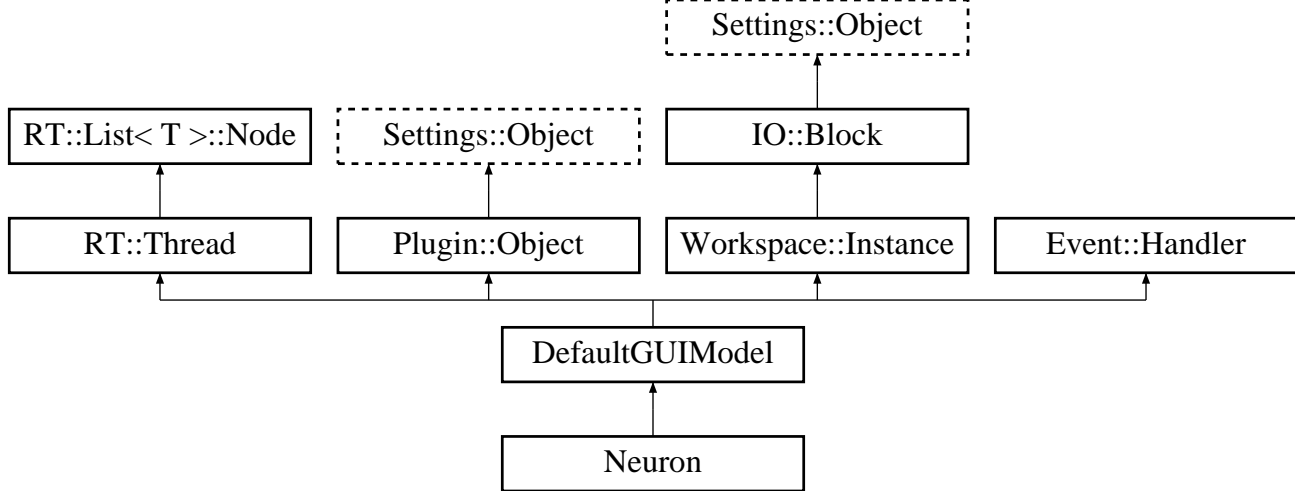 Settings::Object
RT::List< T >::Node
Settings::Object
IO::Block
RT::Thread
Plugin::Object
Workspace::Instance
Event::Handler
DefaultGUIModel
Neuron